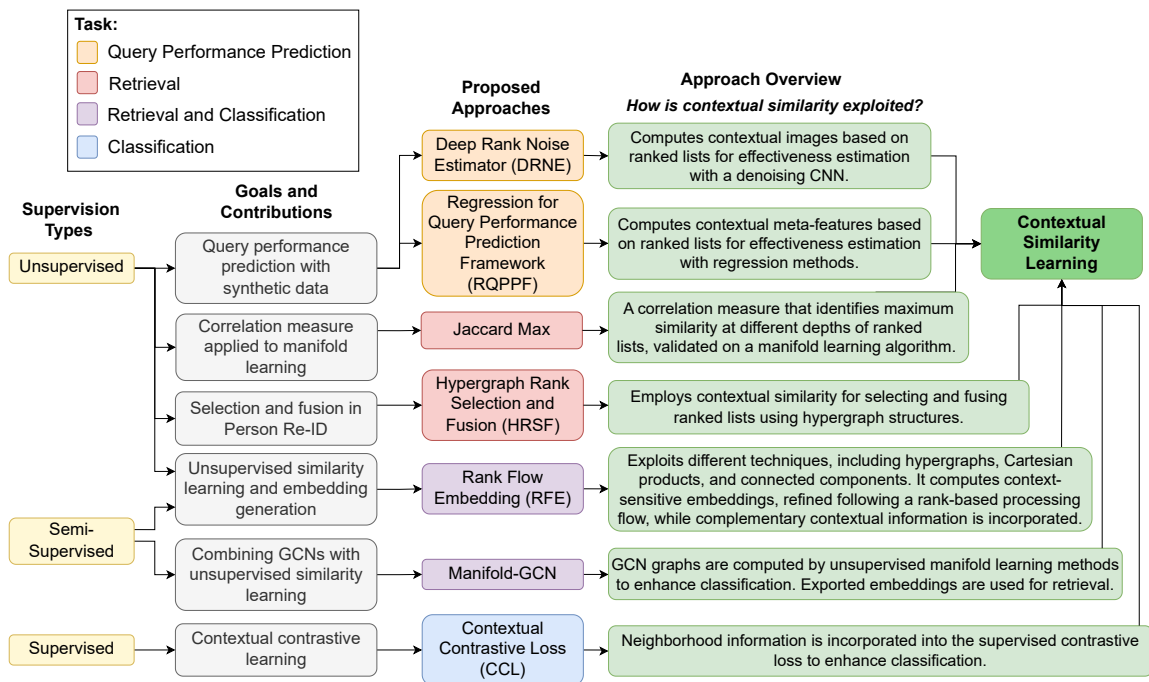 Task:
Query Performance Prediction
Retrieval
Retrieval and Classification
Classification
Supervision
Types
Goals and
Contributions
Proposed
Approaches
Approach Overview
How is contextual similarity exploited?
Unsupervised
Semi-
Supervised
Supervised
Query performance
prediction with
synthetic data
Correlation measure
applied to manifold
learning
Selection and fusion in
Person Re-ID
Unsupervised similarity
learning and embedding
generation
Combining GCNs with
unsupervised similarity
learning
Contextual contrastive
learning
Deep Rank Noise
Estimator (DRNE)
Regression for
Query Performance
Prediction
Framework
(RQPPF)
Jaccard Max
Hypergraph Rank
Selection and
Fusion (HRSF)
Rank Flow
Embedding (RFE)
Manifold-GCN
Contextual
Contrastive Loss
(CCL)
Computes contextual images based on
ranked lists for effectiveness estimation
with a denoising CNN.
Computes contextual meta-features based
on ranked lists for effectiveness estimation
with regression methods.
A correlation measure that identifies maximum
similarity at different depths of ranked
lists, validated on a manifold learning algorithm.
Employs contextual similarity for selecting and fusing
ranked lists using hypergraph structures.
Exploits different techniques, including hypergraphs, Cartesian
products, and connected components. It computes context-
sensitive embeddings, refined following a rank-based processing
flow, while complementary contextual information is incorporated.
GCN graphs are computed by unsupervised manifold learning methods
to enhance classification. Exported embeddings are used for retrieval.
Neighborhood information is incorporated into the supervised contrastive
loss to enhance classification.
Contextual
Similarity
Learning